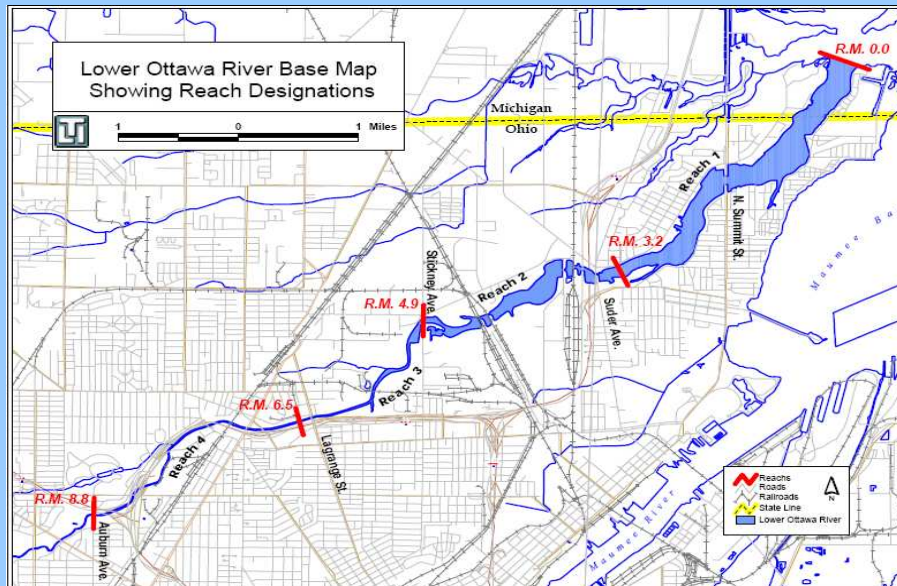 Lower Ottawa River Base Map
Showing Reach Designations
1 0 1 Miles
R.M. 0.0
Michigan
Ohio
Reach 1
N. Summit St.
R.M. 3.2
Maumee Ba
Stickney Ave.
Reach 2
R.M. 4.9
Suder Ave.
Reach 3
R.M. 6.5
Lagrange St.
Reach 4
R.M. 8.8
Auburn Ave.
Maumee River
Reachs
Roads
Railroads
State Line
Lower Ottawa River
N